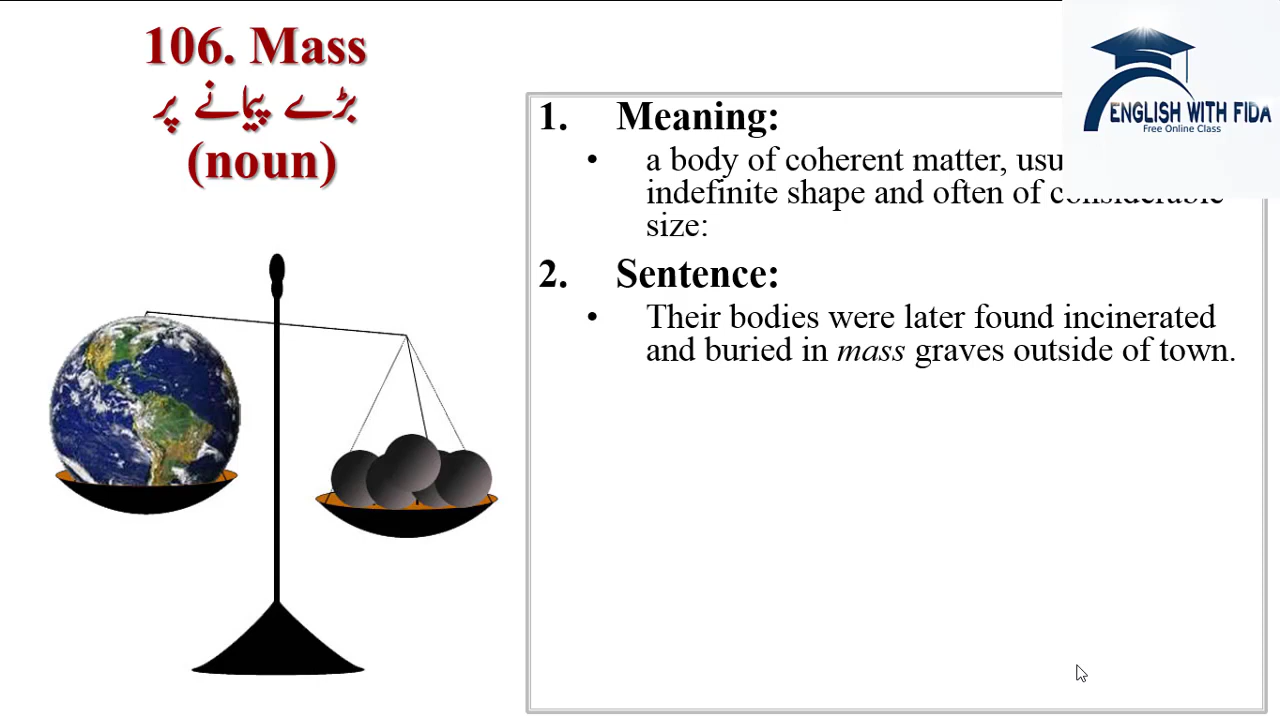 106. Mass
بڑے پیمانے پر
(noun)
ENGLISH WITH FIDA
Free Online Class
1. Meaning:
• a body of coherent matter,
indefinite shape and often of considerable
size:
2. Sentence:
• Their bodies were later found incinerated
and buried in mass graves outside of town.